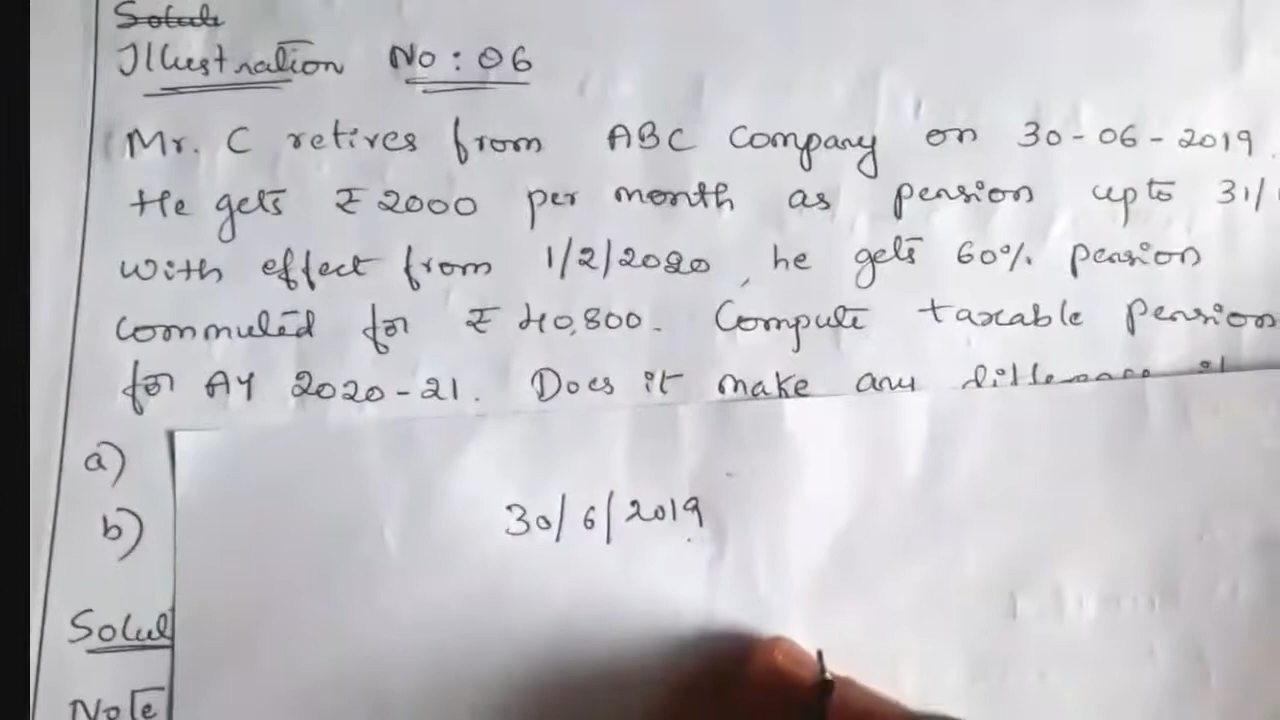 Illustration No : 06
Mr. C retires from ABC Company on 30-06-2019.
He gets ₹ 2000 per month as pension upto 31/
with effect from 1/2/2020, he gets 60% pension
commuted for ₹ 40,800. Compute taxable pension
for AY 2020-21. Does it make any
a)
b)
30/6/2019
Note